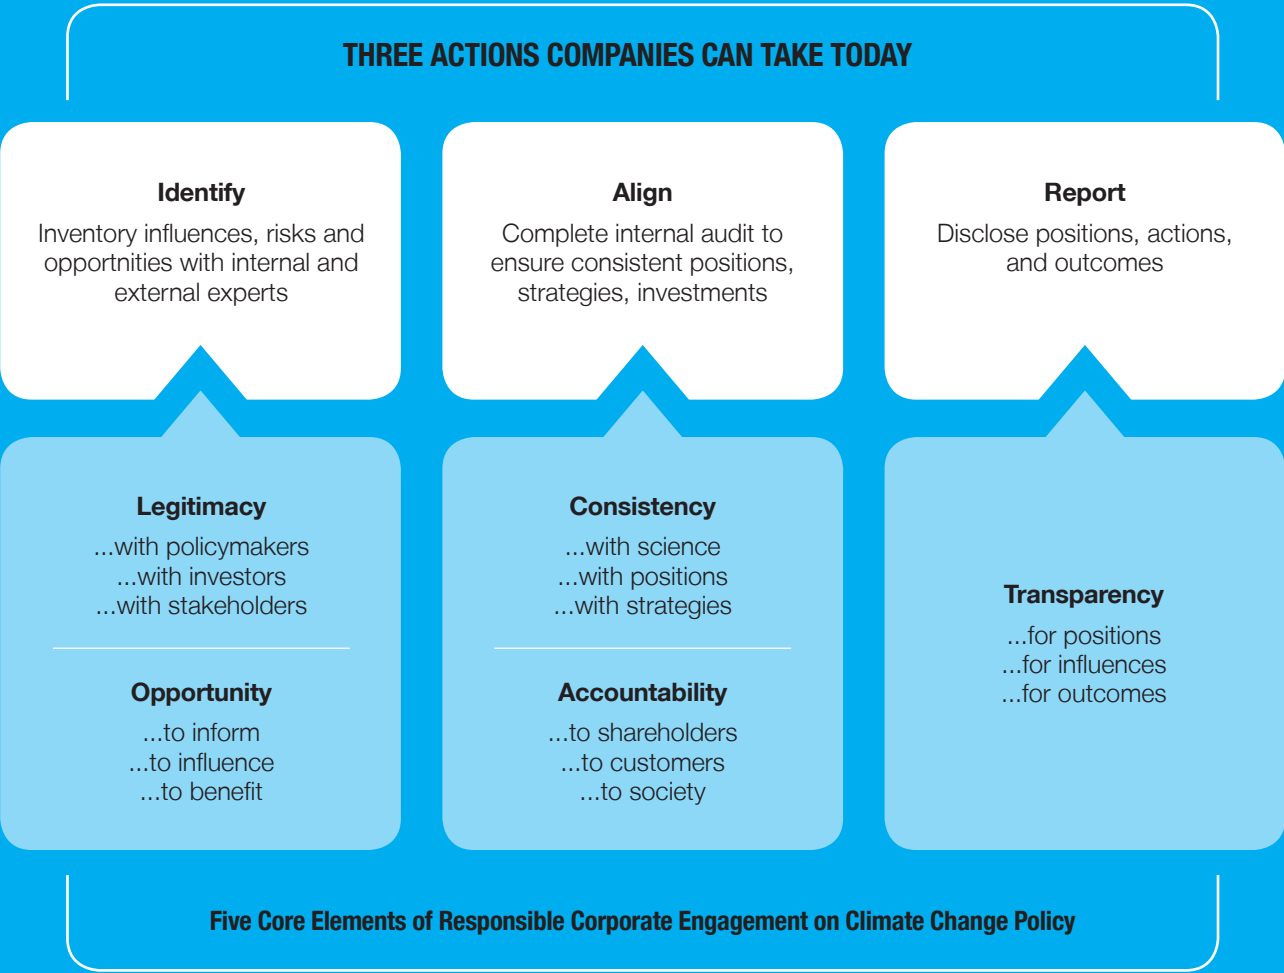 THREE ACTIONS COMPANIES CAN TAKE TODAY
Identify
Inventory influences, risks and
opportnities with internal and
external experts
Align
Complete internal audit to
ensure consistent positions,
strategies, investments
Report
Disclose positions, actions,
and outcomes
Legitimacy
...with policymakers
...with investors
...with stakeholders
Opportunity
...to inform
...to influence
...to benefit
Consistency
...with science
...with positions
...with strategies
Accountability
...to shareholders
...to customers
...to society
Transparency
...for positions
...for influences
...for outcomes
Five Core Elements of Responsible Corporate Engagement on Climate Change Policy